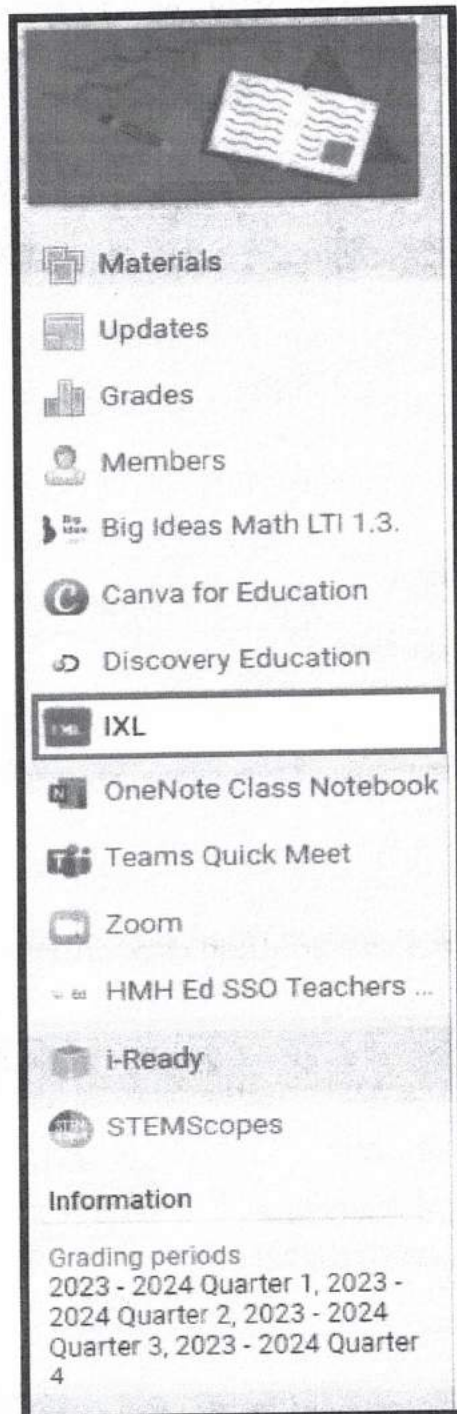 Materials
Updates
Grades
Members
Big Ideas Math LTI 1.3.
Canva for Education
Discovery Education
IXL
OneNote Class Notebook
Teams Quick Meet
Zoom
HMH Ed SSO Teachers ...
i-Ready
STEMScopes
Information
Grading periods
2023 - 2024 Quarter 1, 2023 -
2024 Quarter 2, 2023 - 2024
Quarter 3, 2023 - 2024 Quarter
4